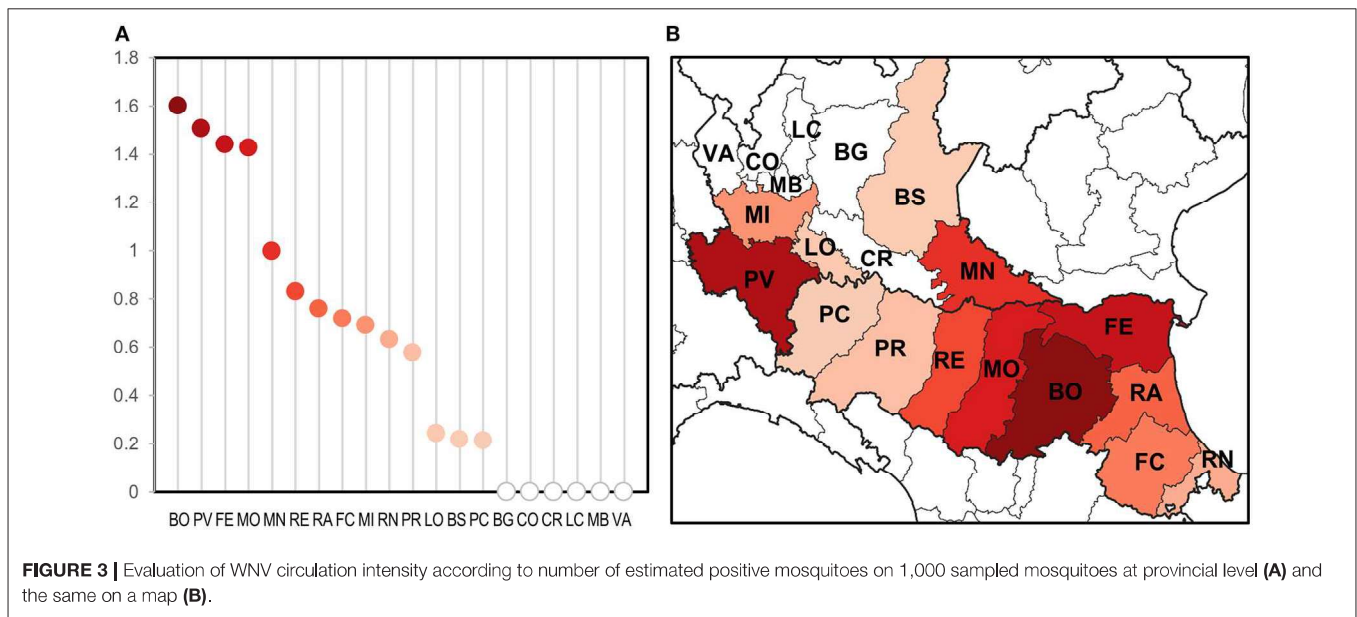 A
1.8
1.6
1.4
1.2
1
0.8
0.6
0.4
0.2
0
BO PV FE MO MN RE RA FC MI RN PR LO BS PC BG CO CR LC MB VA
B
LC
VA
CO
BG
MB
BS
MI
LO
CR
MN
PV
PC
FE
PR
RE
MO
BO
RA
FC
RN
FIGURE 3 | Evaluation of WNV circulation intensity according to number of estimated positive mosquitoes on 1,000 sampled mosquitoes at provincial level (A) and
the same on a map (B).